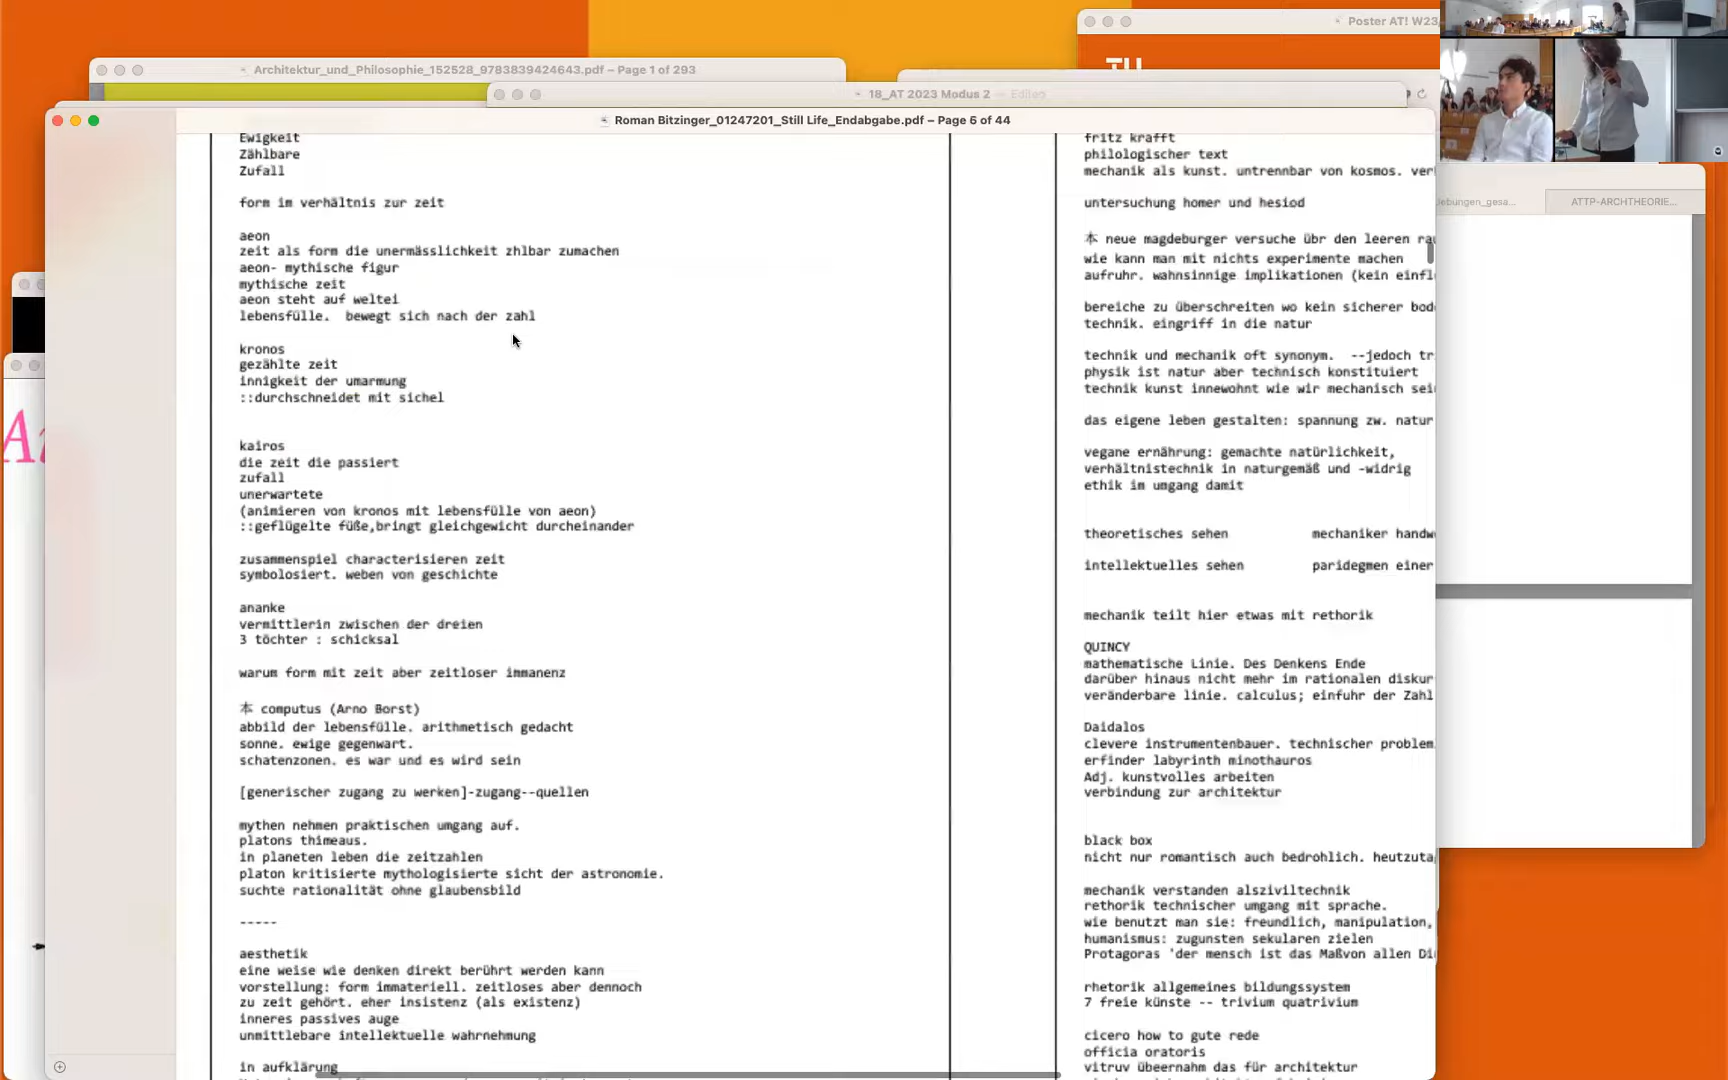 Poster AT! W23
TU
Architektur_und_Philosophie_152528_9783839424643.pdf – Page 1 of 293
18_AT 2023 Modus 2 — Edited
Roman Bitzinger_01247201_Still Life_Endabgabe.pdf – Page 6 of 44
ATTP-ARCHTHEORIE...
Ewigkeit
Zählbare
Zufall
form im verhältnis zur zeit
aeon
zeit als form die unermässlichkeit zhlbar zumachen
aeon- mythische figur
mythische zeit
aeon steht auf weltei
lebensfülle. bewegt sich nach der zahl
kronos
gezählte zeit
innigkeit der umarmung
::durchschneidet mit sichel
kairos
die zeit die passiert
zufall
unerwartete
(animieren von kronos mit lebensfülle von aeon)
::geflügelte füße,bringt gleichgewicht durcheinander
zusammenspiel characterisieren zeit
symbolosiert. weben von geschichte
ananke
vermittlerin zwischen der dreien
3 töchter : schicksal
warum form mit zeit aber zeitloser immanenz
本 computus (Arno Borst)
abbild der lebensfülle. arithmetisch gedacht
sonne. ewige gegenwart.
schatenzonen. es war und es wird sein
[generischer zugang zu werken]-zugang--quellen
mythen nehmen praktischen umgang auf.
platons thimeaus.
in planeten leben die zeitzahlen
platon kritisierte mythologisierte sicht der astronomie.
suchte rationalität ohne glaubensbild
-----
aesthetik
eine weise wie denken direkt berührt werden kann
vorstellung: form immateriell. zeitloses aber dennoch
zu zeit gehört. eher insistenz (als existenz)
inneres passives auge
unmittlebare intellektuelle wahrnehmung
in aufklärung
fritz krafft
philologischer text
mechanik als kunst. untrennbar von kosmos. ver
untersuchung homer und hesiod
本 neue magdeburger versuche übr den leeren rau
wie kann man mit nichts experimente machen
aufruhr. wahnsinnige implikationen (kein einfl
bereiche zu überschreiten wo kein sicherer bod
technik. eingriff in die natur
technik und mechanik oft synonym. --jedoch tr
physik ist natur aber technisch konstituiert
technik kunst innewohnt wie wir mechanisch sei
das eigene leben gestalten: spannung zw. natur
vegane ernährung: gemachte natürlichkeit,
verhältnistechnik in naturgemäß und -widrig
ethik im umgang damit
theoretisches sehen mechaniker handw
intellektuelles sehen paridegmen einer
mechanik teilt hier etwas mit rethorik
QUINCY
mathematische Linie. Des Denkens Ende
darüber hinaus nicht mehr im rationalen diskur
veränderbare linie. calculus; einfuhr der Zahl
Daidalos
clevere instrumentenbauer. technischer problem
erfinder labyrinth minothauros
Adj. kunstvolles arbeiten
verbindung zur architektur
black box
nicht nur romantisch auch bedrohlich. heutzuta
mechanik verstanden alsziviltechnik
rethorik technischer umgang mit sprache.
wie benutzt man sie: freundlich, manipulation,
humanismus: zugunsten sekularen zielen
Protagoras 'der mensch ist das Maßvon allen Di
rhetorik allgemeines bildungssystem
7 freie künste -- trivium quatrivium
cicero how to gute rede
officia oratoris
vitruv übeernahm das für architektur